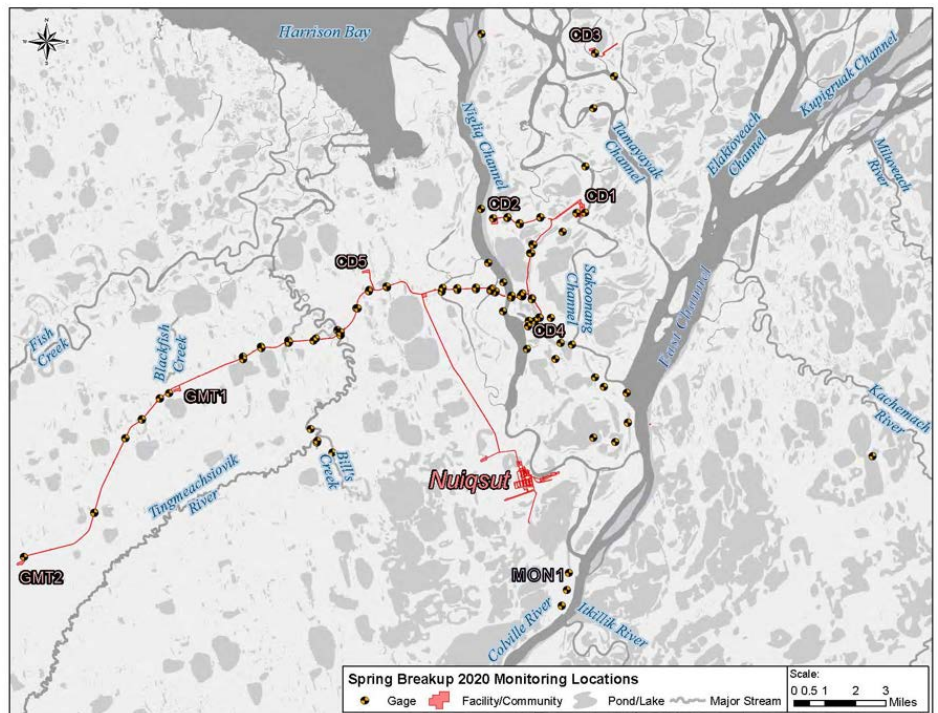 N
W
E
S
Harrison Bay
CD3
Kupigruak Channel
Nigliq Channel
Tamayayak
Channel
Elaktoveach
Channel
Miluveach
River
CD2
CD1
CD5
Sakoonang
Channel
East Channel
Fish Creek
Blackfish
Creek
CD4
GMT1
Kachemach
River
Bill's
Creek
Nuiqsut
Tingmeachsiovik
River
GMT2
MON1
Colville River
Itkillik River
Spring Breakup 2020 Monitoring Locations
Gage
Facility/Community
Pond/Lake
Major Stream
Scale:
0 0.5 1 2 3
Miles